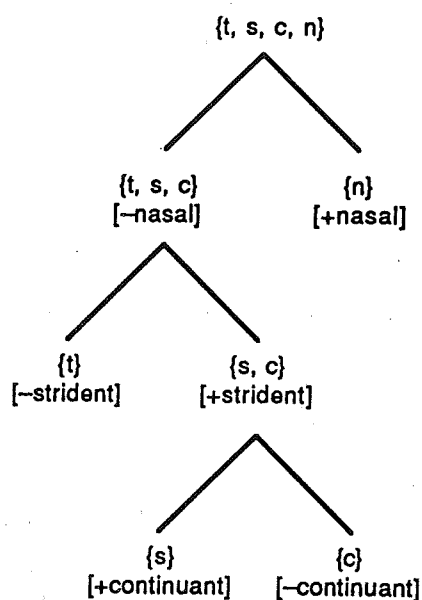 {t, s, c, n}
{t, s, c} {n}
[–nasal] [+nasal]
{t} {s, c}
[–strident] [+strident]
{s} {c}
[+continuant] [–continuant]